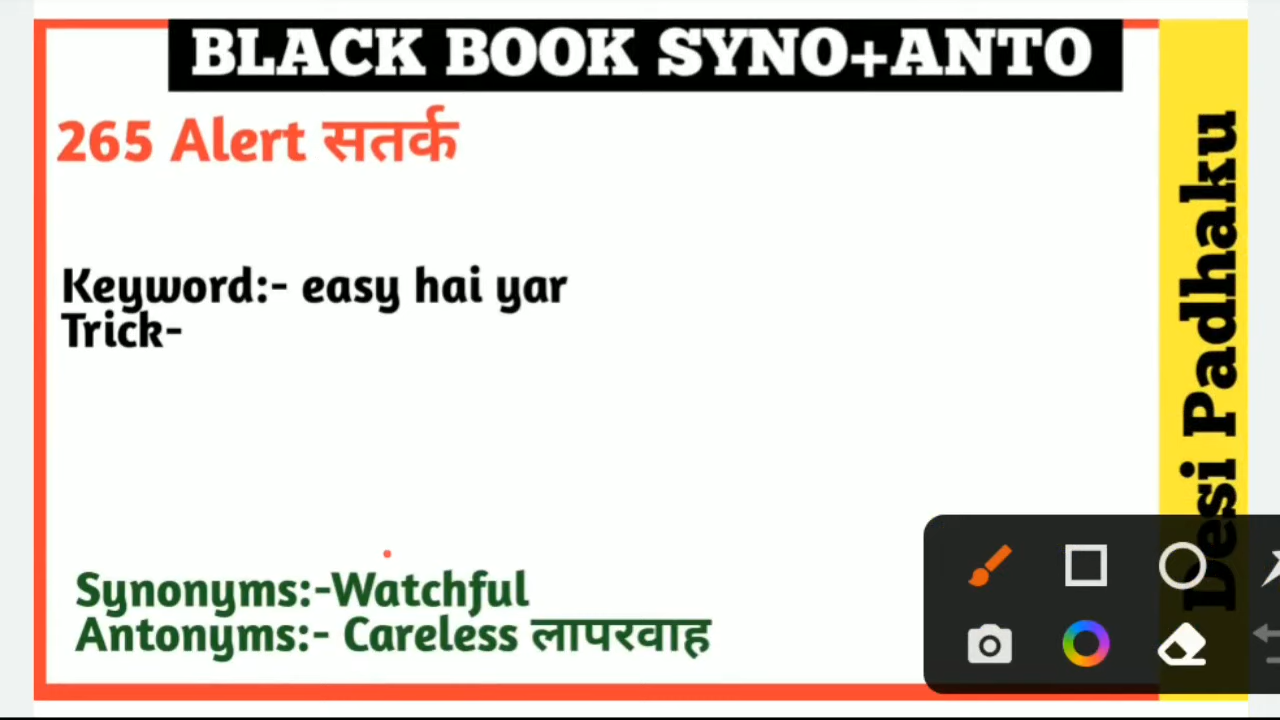 BLACK BOOK SYNO+ANTO
265 Alert सतर्क
Keyword:- easy hai yar
Trick-
Synonyms:-Watchful
Antonyms:- Careless लापरवाह
Desi Padhaku